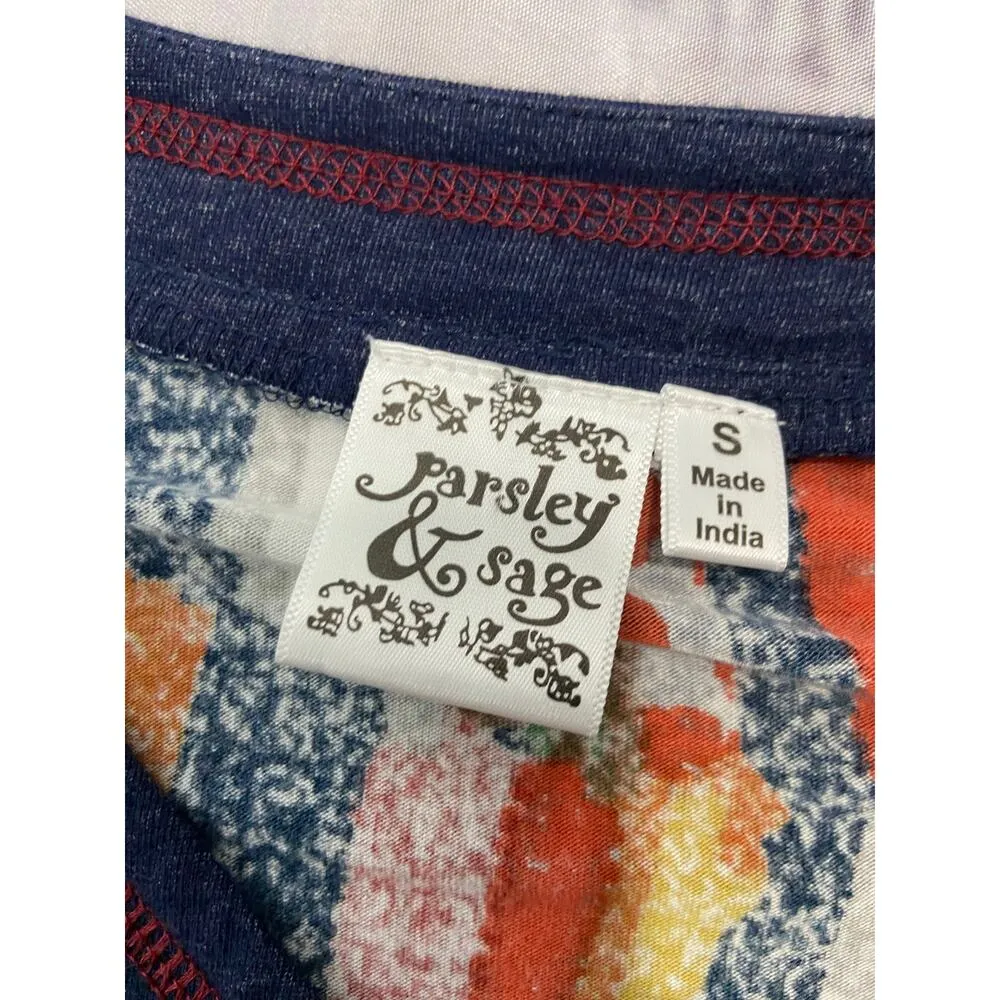 parsley
& sage
S
Made
in
India